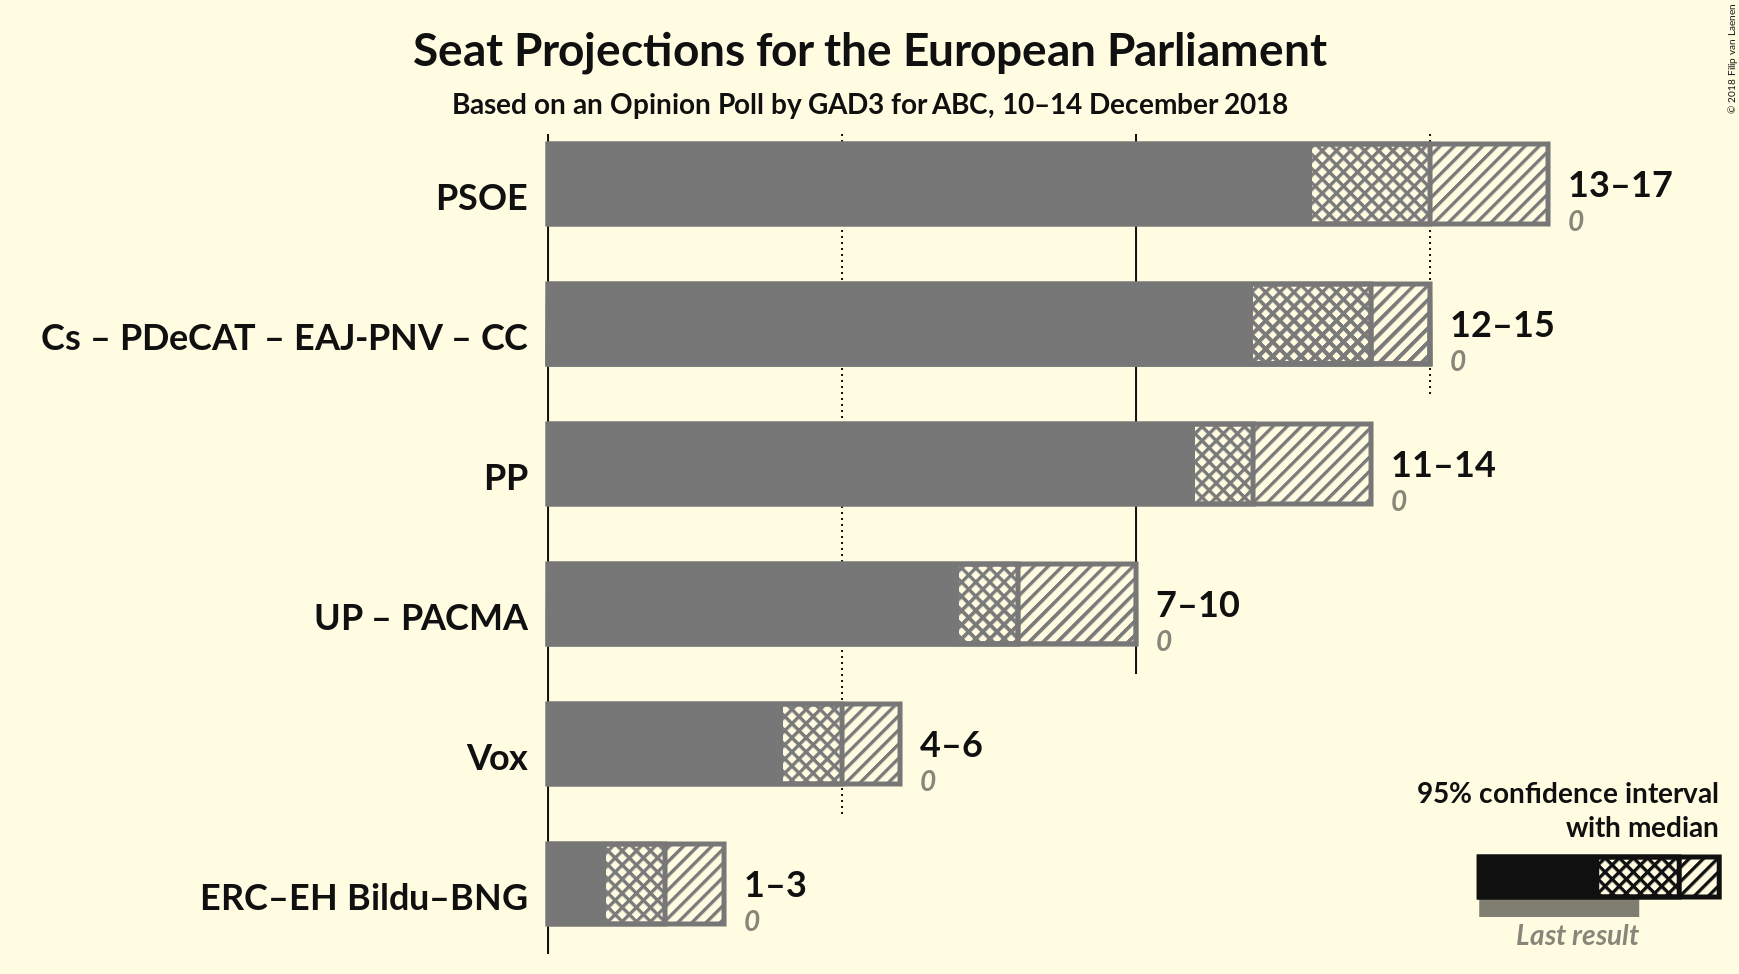 Seat Projections for the European Parliament
Based on an Opinion Poll by GAD3 for ABC, 10–14 December 2018
© 2018 Filip van Laenen
PSOE
13–17
0
Cs – PDeCAT – EAJ-PNV – CC
12–15
0
PP
11–14
0
UP – PACMA
7–10
0
Vox
4–6
0
ERC–EH Bildu–BNG
1–3
0
95% confidence interval
with median
Last result